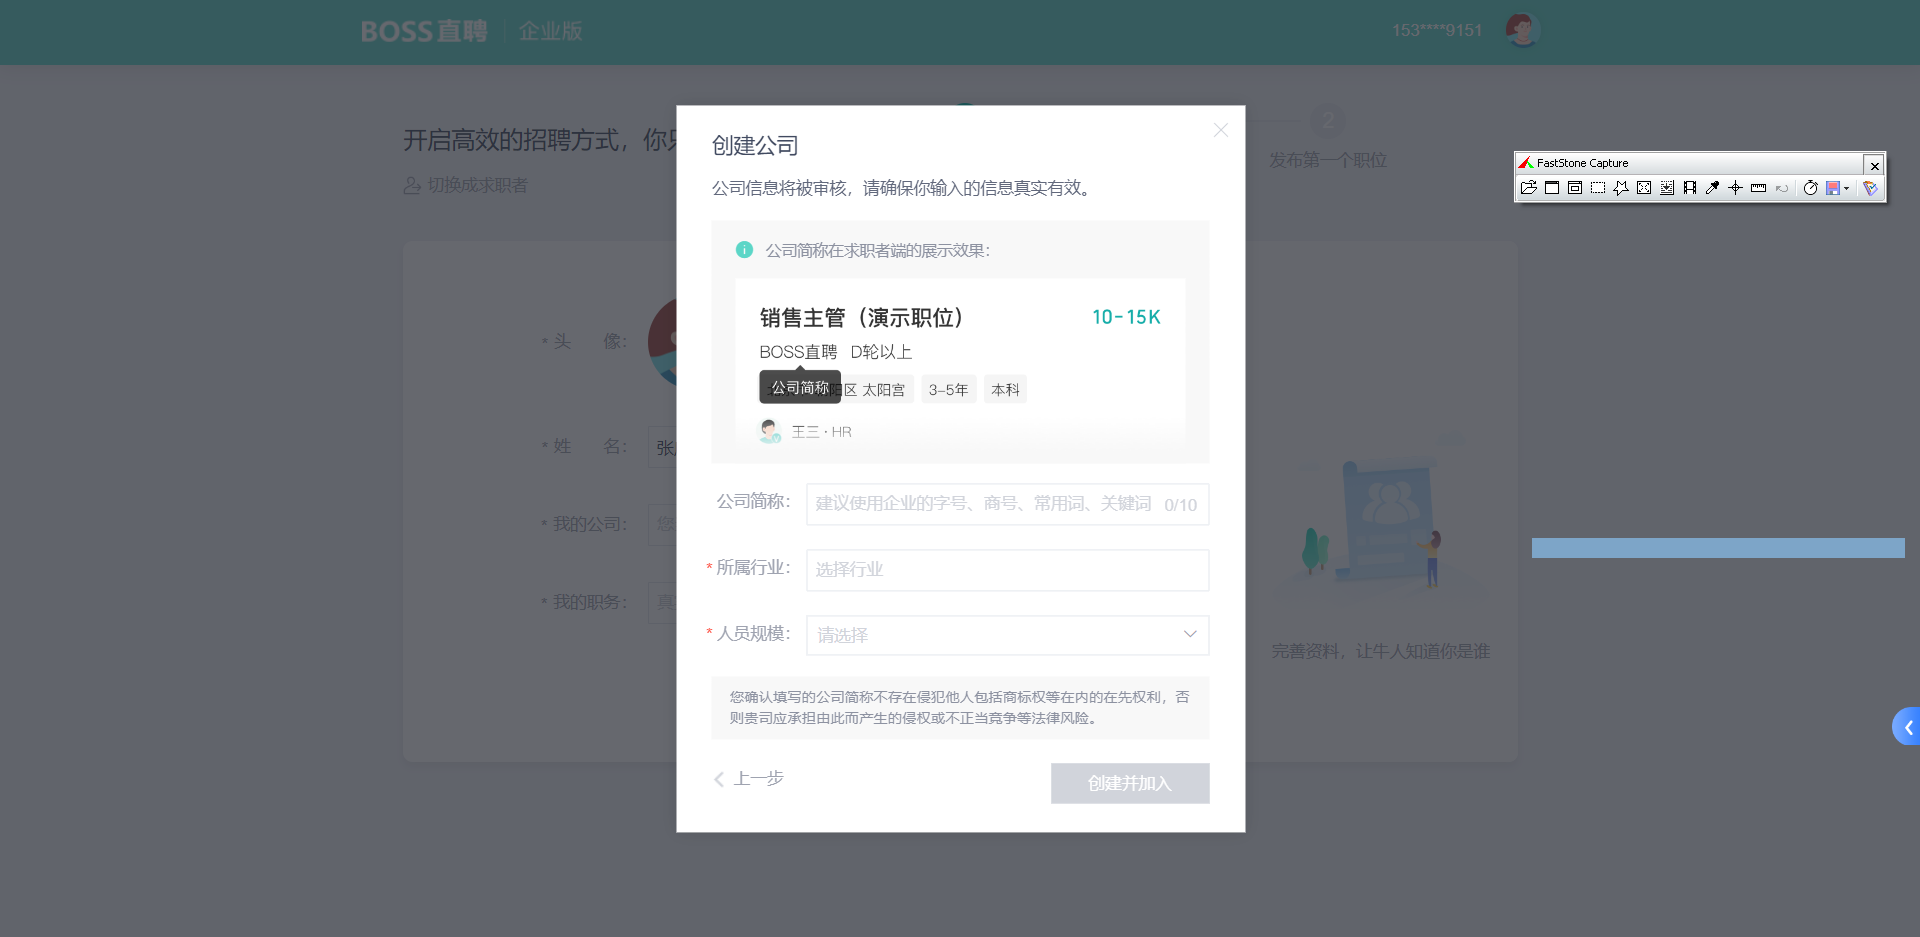 BOSS直聘 企业版
153****9151
开启高效的招聘方式，你只
切换成求职者
2
发布第一个职位
FastStone Capture
创建公司
公司信息将被审核，请确保你输入的信息真实有效。
公司简称在求职者端的展示效果：
销售主管（演示职位） 10-15K
BOSS直聘 D轮以上
公司简称
阳区 太阳宫 3-5年 本科
王三·HR
* 头 像：
* 姓 名： 张
* 我的公司： 您
* 我的职务：
公司简称： 建议使用企业的字号、商号、常用词、关键词 0/10
* 所属行业： 选择行业
* 人员规模： 请选择
您确认填写的公司简称不存在侵犯他人包括商标权等在内的在先权利，否
则贵司应承担由此而产生的侵权或不正当竞争等法律风险。
上一步 创建并加入
完善资料，让牛人知道你是谁